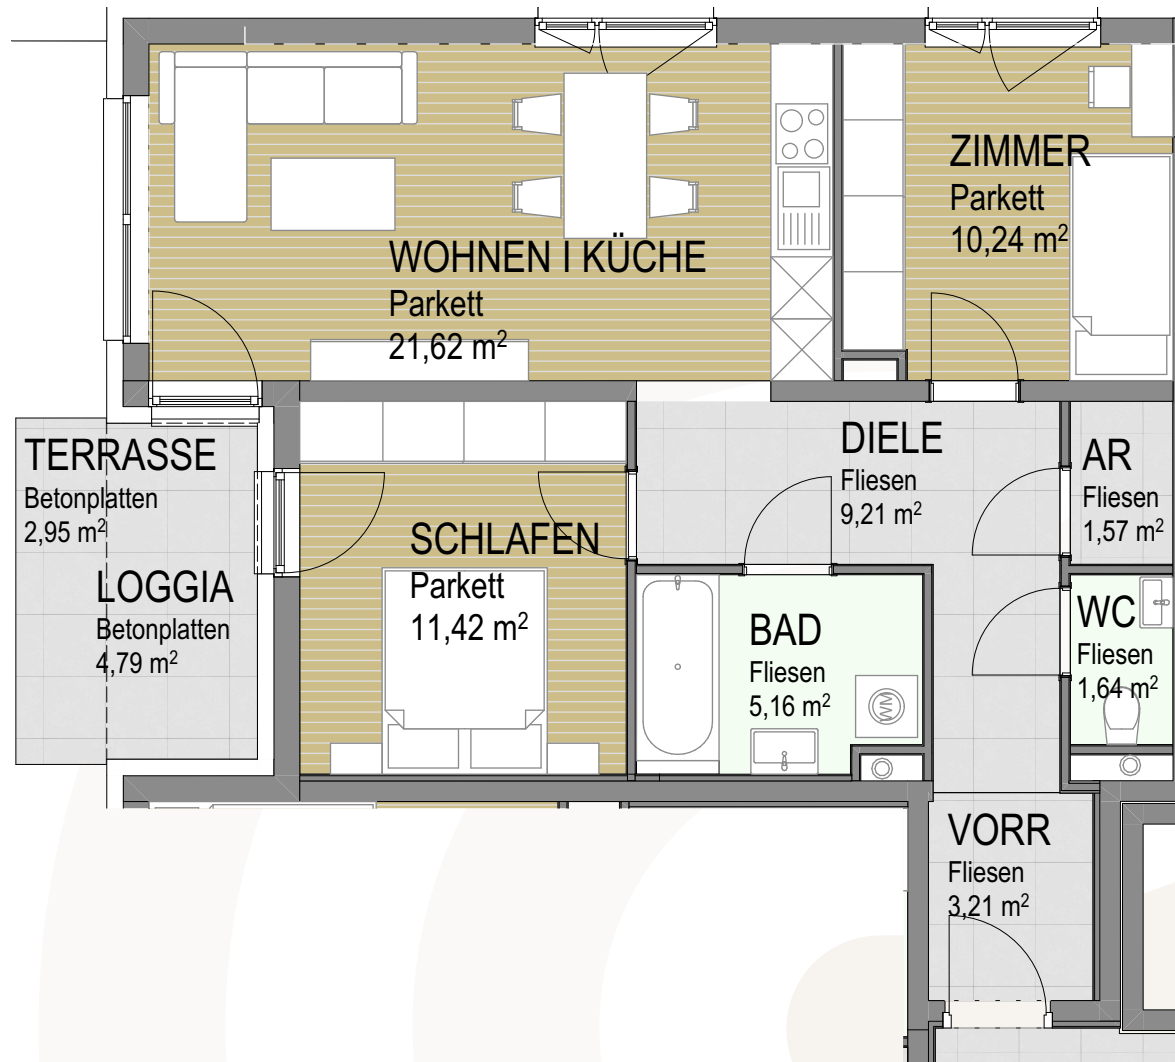 WOHNEN I KÜCHE
Parkett
21,62 m²
ZIMMER
Parkett
10,24 m²
TERRASSE
Betonplatten
2,95 m²
LOGGIA
Betonplatten
4,79 m²
SCHLAFEN
Parkett
11,42 m²
DIELE
Fliesen
9,21 m²
AR
Fliesen
1,57 m²
BAD
Fliesen
5,16 m²
WC
Fliesen
1,64 m²
VORR
Fliesen
3,21 m²